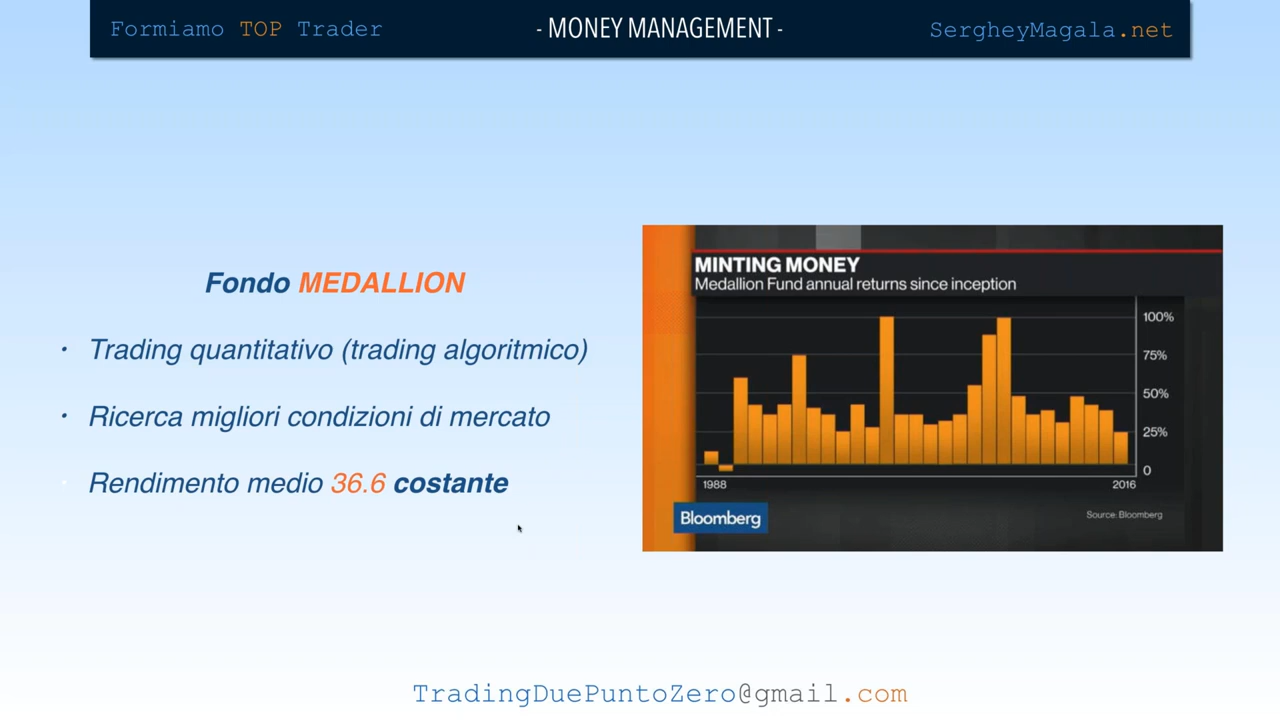 Formiamo TOP Trader
- MONEY MANAGEMENT -
SergheyMagala.net
Fondo MEDALLION
• Trading quantitativo (trading algoritmico)
• Ricerca migliori condizioni di mercato
• Rendimento medio 36.6 costante
MINTING MONEY
Medallion Fund annual returns since inception
100%
75%
50%
25%
0
1988
2016
Bloomberg
Source: Bloomberg
TradingDuePuntoZero@gmail.com